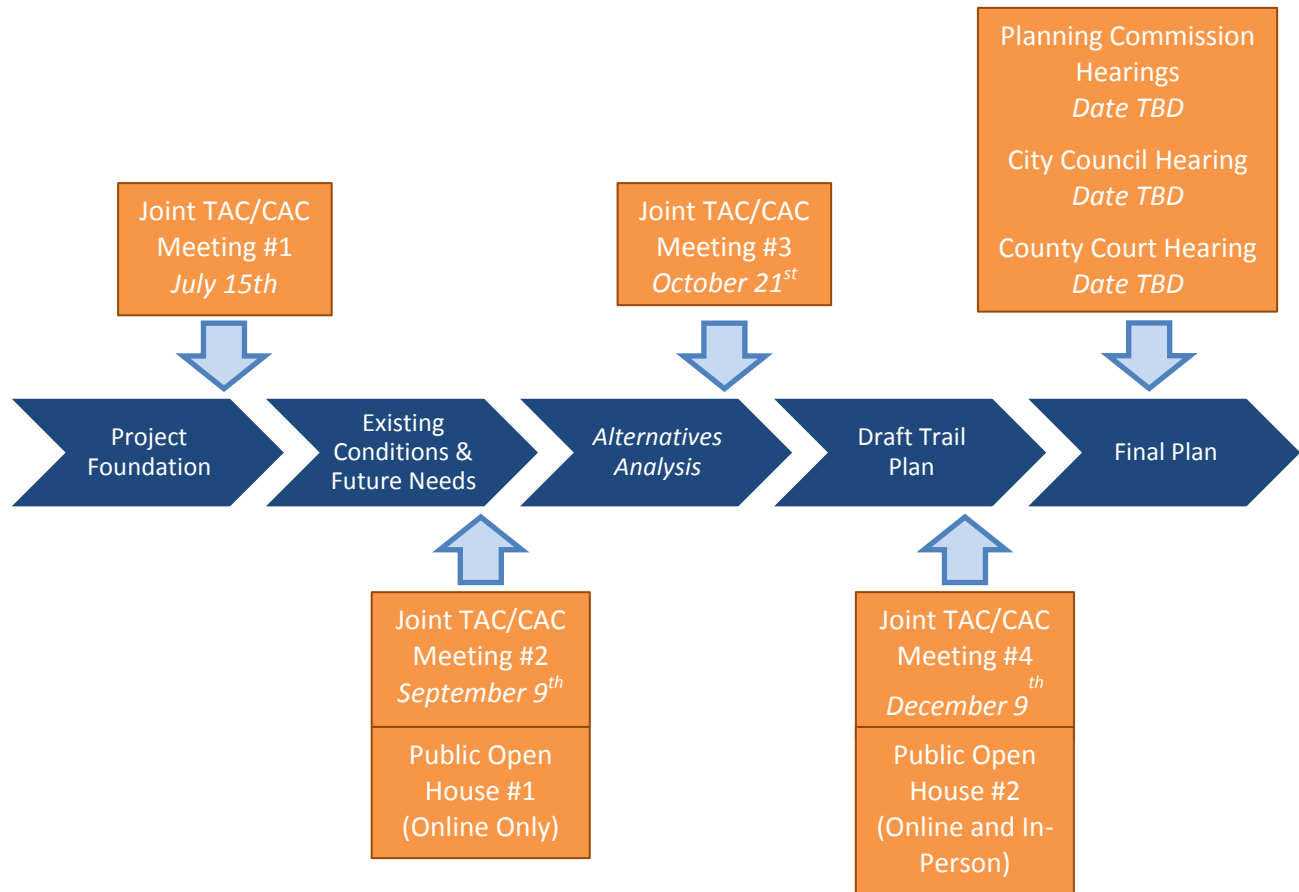 Planning Commission
Hearings
Date TBD
City Council Hearing
Date TBD
County Court Hearing
Date TBD
Joint TAC/CAC
Meeting #1
July 15th
Joint TAC/CAC
Meeting #3
October 21st
Project
Foundation
Existing
Conditions &
Future Needs
Alternatives
Analysis
Draft Trail
Plan
Final Plan
Joint TAC/CAC
Meeting #2
September 9th
Public Open
House #1
(Online Only)
Joint TAC/CAC
Meeting #4
December 9th
Public Open
House #2
(Online and In-
Person)